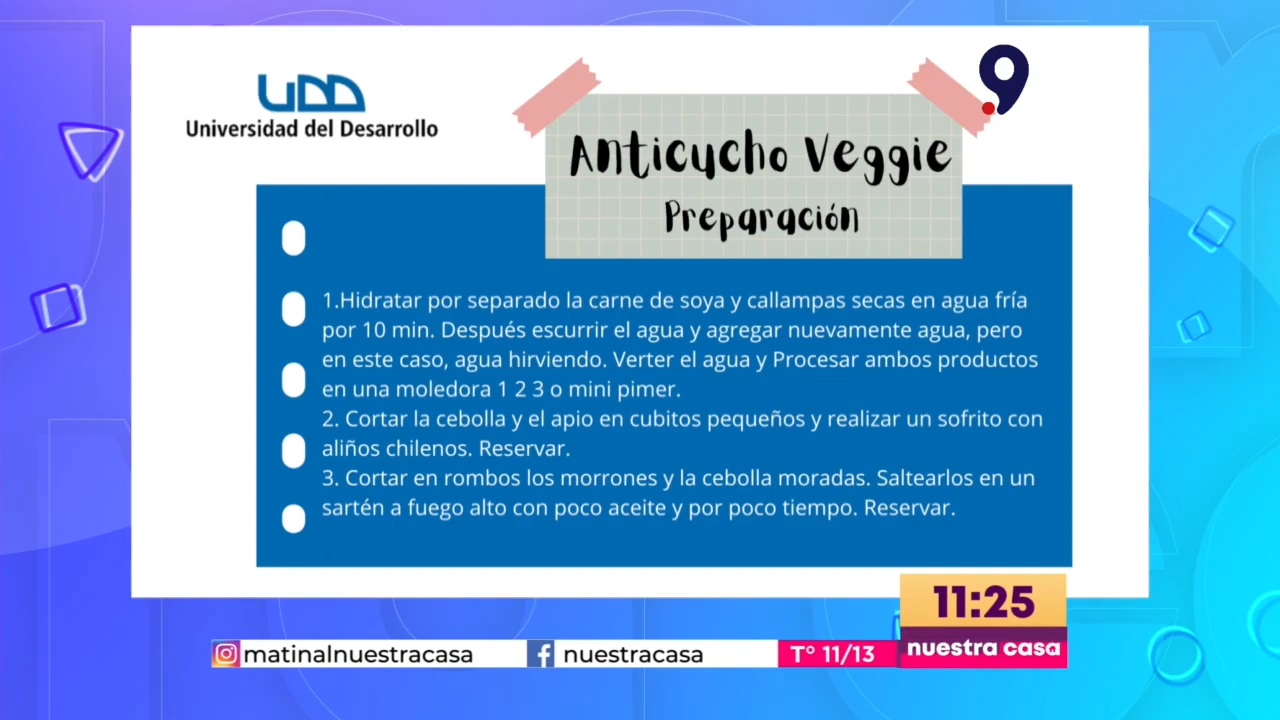 UDD
Universidad del Desarrollo
9
Anticucho Veggie
Preparación
1.Hidratar por separado la carne de soya y callampas secas en agua fría
por 10 min. Después escurrir el agua y agregar nuevamente agua, pero
en este caso, agua hirviendo. Verter el agua y Procesar ambos productos
en una moledora 1 2 3 o mini pimer.
2. Cortar la cebolla y el apio en cubitos pequeños y realizar un sofrito con
aliños chilenos. Reservar.
3. Cortar en rombos los morrones y la cebolla moradas. Saltearlos en un
sartén a fuego alto con poco aceite y por poco tiempo. Reservar.
11:25
matinalnuestracasa
nuestracasa
T° 11/13
nuestra casa